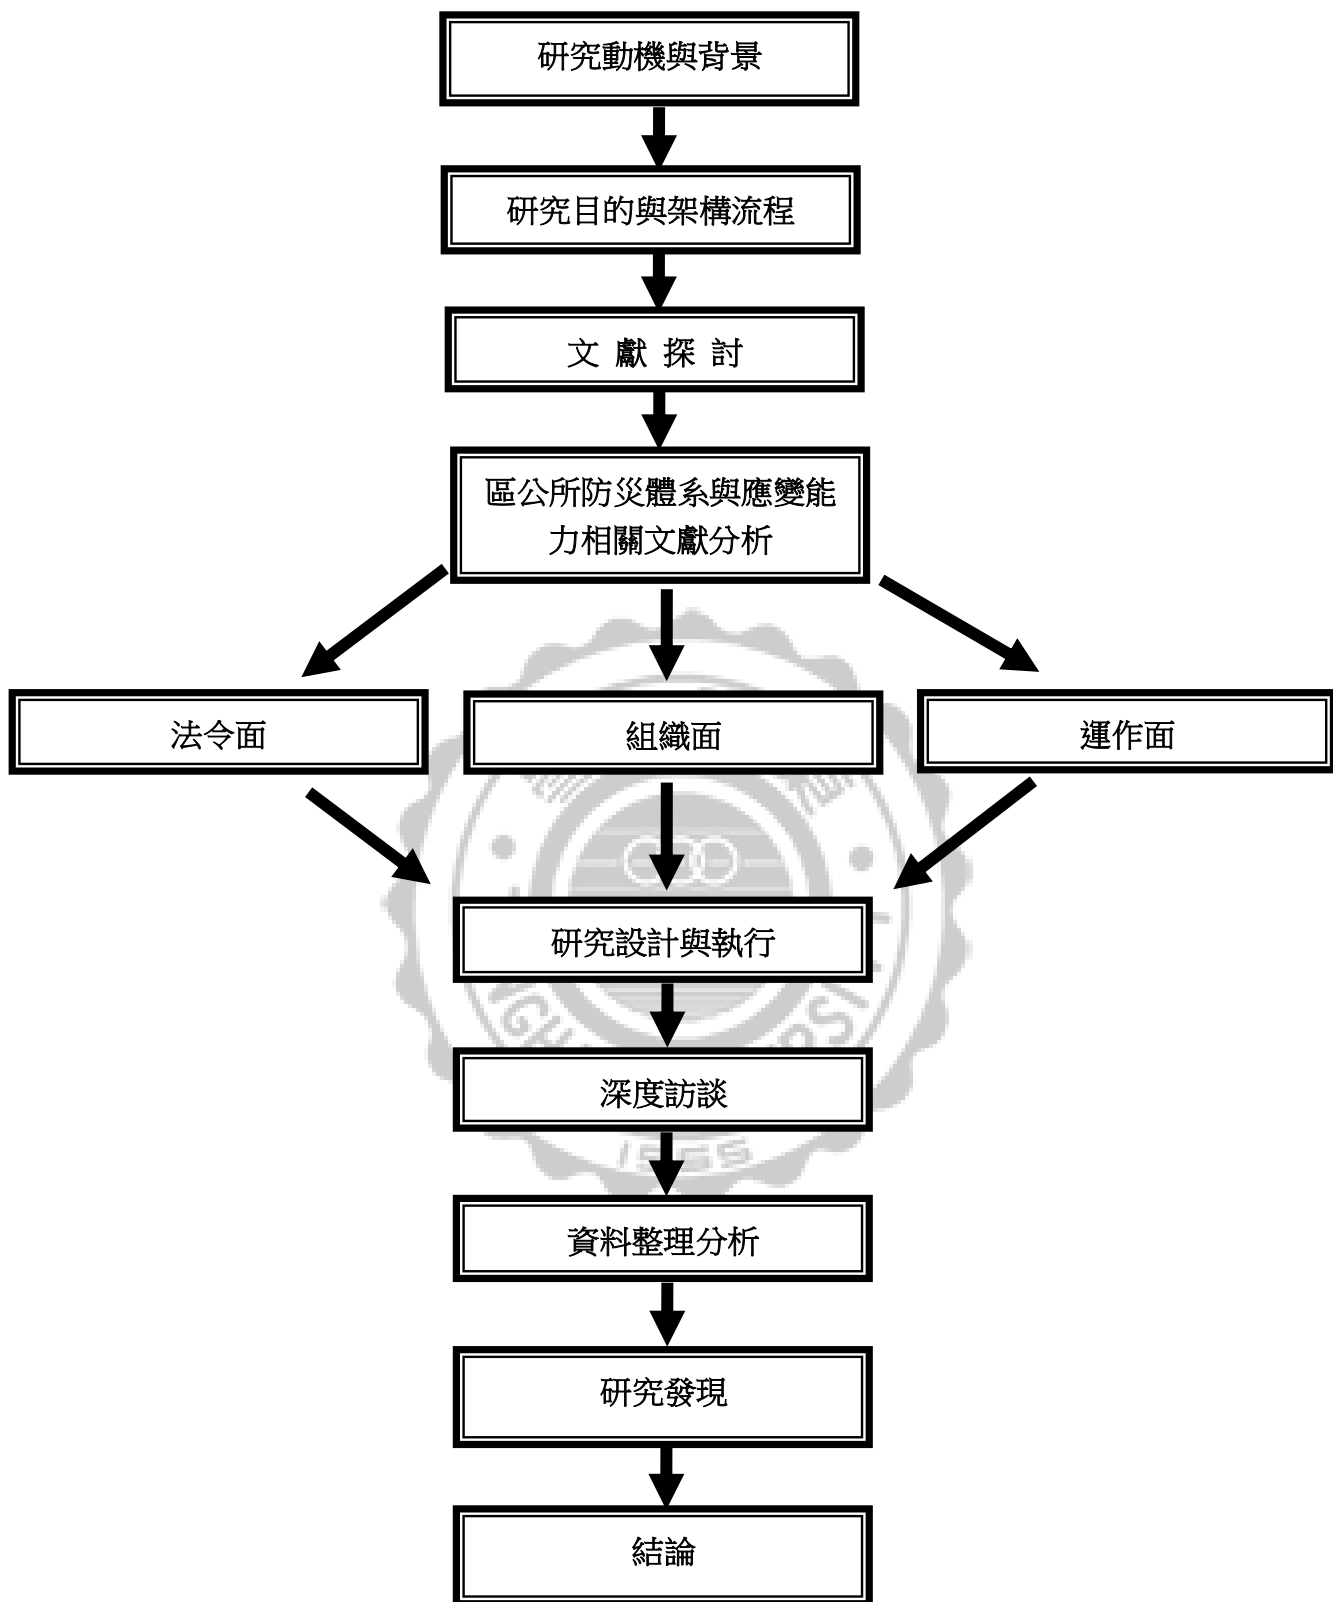 研究動機與背景
研究目的與架構流程
文 獻 探 討
區公所防災體系與應變能
力相關文獻分析
法令面
組織面
運作面
研究設計與執行
深度訪談
資料整理分析
研究發現
結論